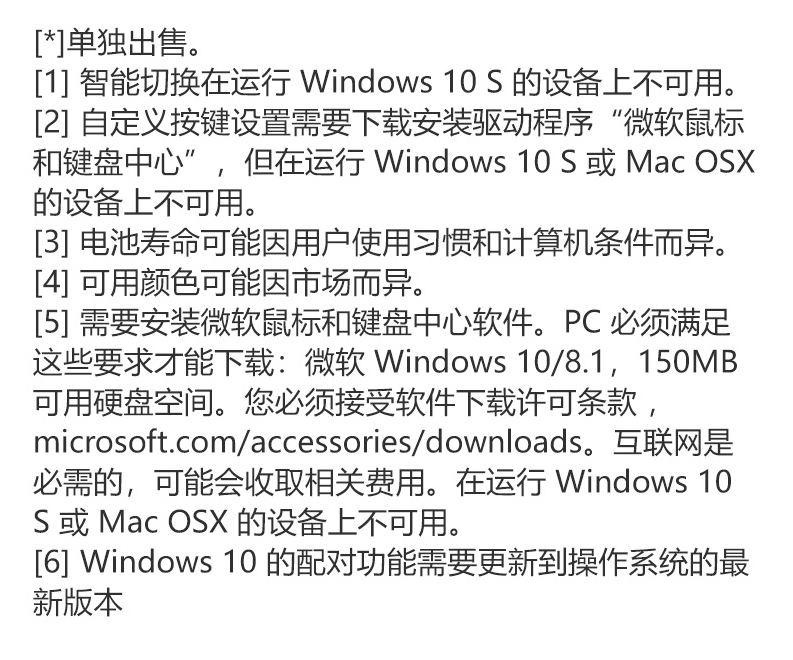 [*]单独出售。
[1] 智能切换在运行 Windows 10 S 的设备上不可用。
[2] 自定义按键设置需要下载安装驱动程序“微软鼠标
和键盘中心”，但在运行 Windows 10 S 或 Mac OSX
的设备上不可用。
[3] 电池寿命可能因用户使用习惯和计算机条件而异。
[4] 可用颜色可能因市场而异。
[5] 需要安装微软鼠标和键盘中心软件。PC 必须满足
这些要求才能下载：微软 Windows 10/8.1，150MB
可用硬盘空间。您必须接受软件下载许可条款，
microsoft.com/accessories/downloads。互联网是
必需的，可能会收取相关费用。在运行 Windows 10
S 或 Mac OSX 的设备上不可用。
[6] Windows 10 的配对功能需要更新到操作系统的最
新版本